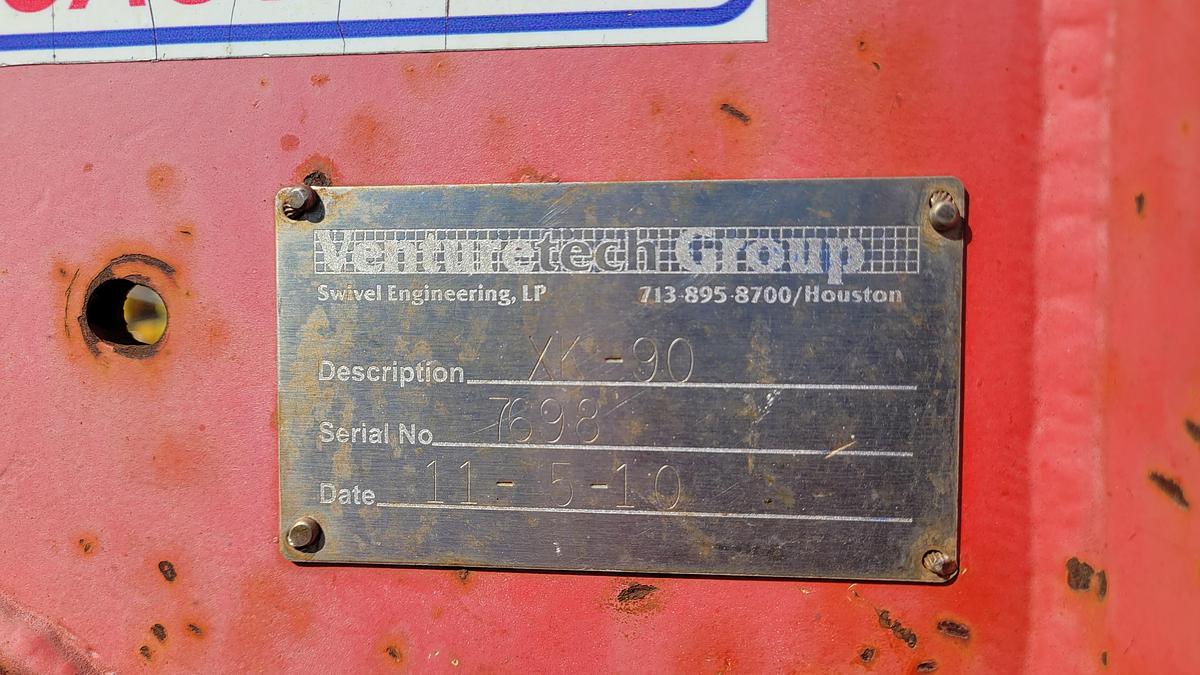 Venturetech Group
Swivel Engineering, LP 713-895-8700/Houston
Description XK-90
Serial No 7698
Date 11-5-10